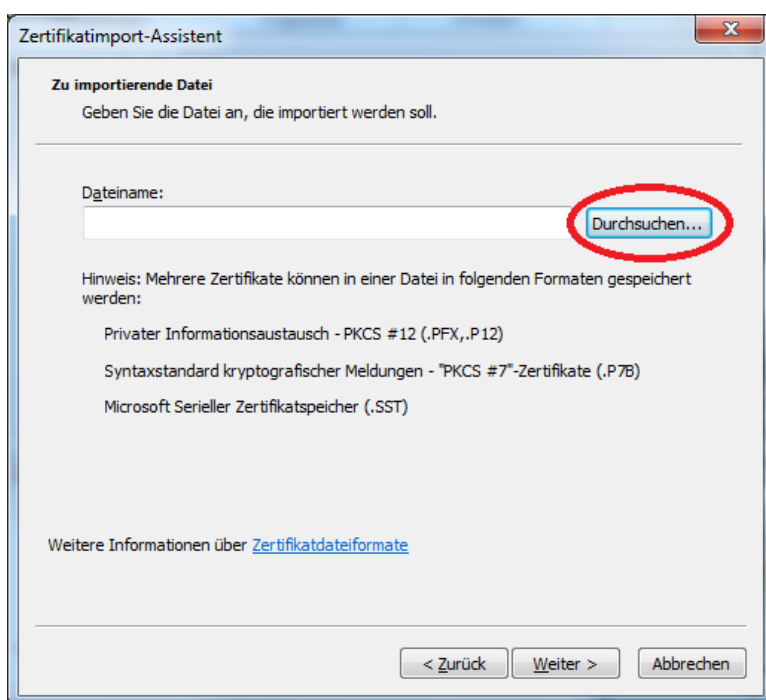 Zertifikatimport-Assistent
Zu importierende Datei
Geben Sie die Datei an, die importiert werden soll.
Dateiname:
Durchsuchen...
Hinweis: Mehrere Zertifikate können in einer Datei in folgenden Formaten gespeichert
werden:
Privater Informationsaustausch - PKCS #12 (.PFX,.P12)
Syntaxstandard kryptografischer Meldungen - "PKCS #7"-Zertifikate (.P7B)
Microsoft Serieller Zertifikatspeicher (.SST)
Weitere Informationen über Zertifikatdateiformate
< Zurück Weiter > Abbrechen